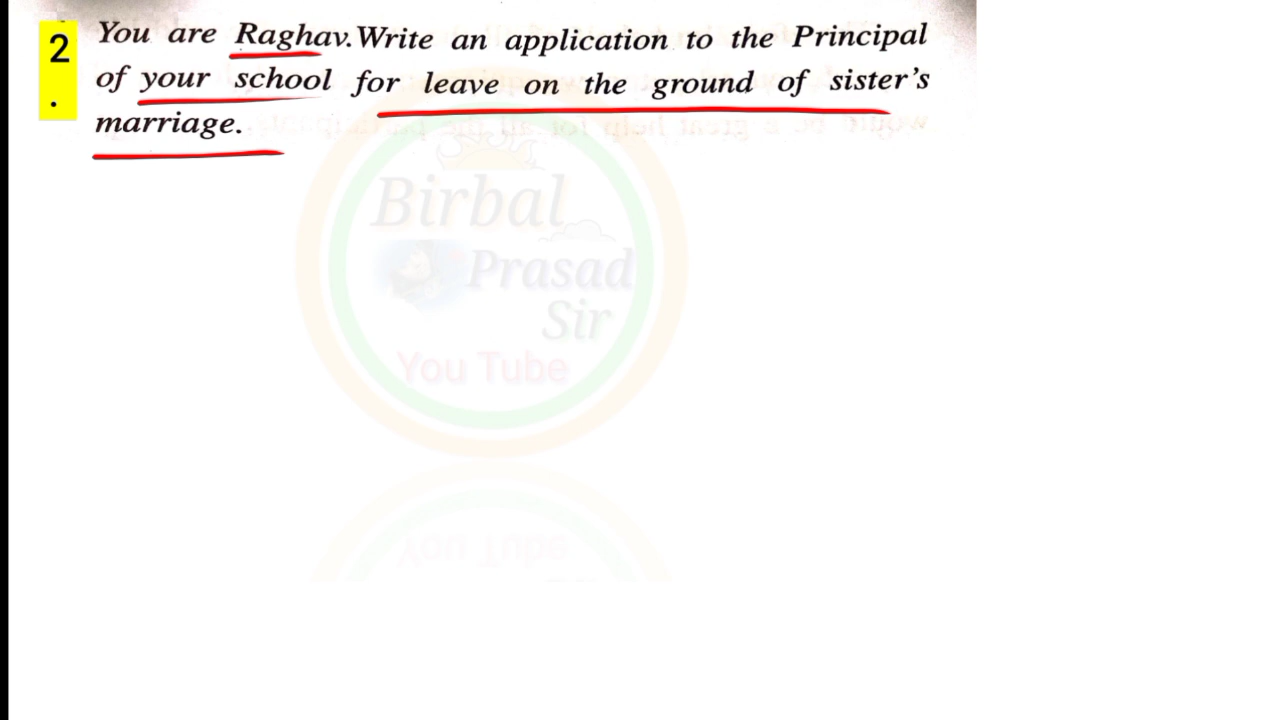 2 You are Raghav. Write an application to the Principal
. of your school for leave on the ground of sister's
marriage.
Birbal
Prasad
Sir
You Tube